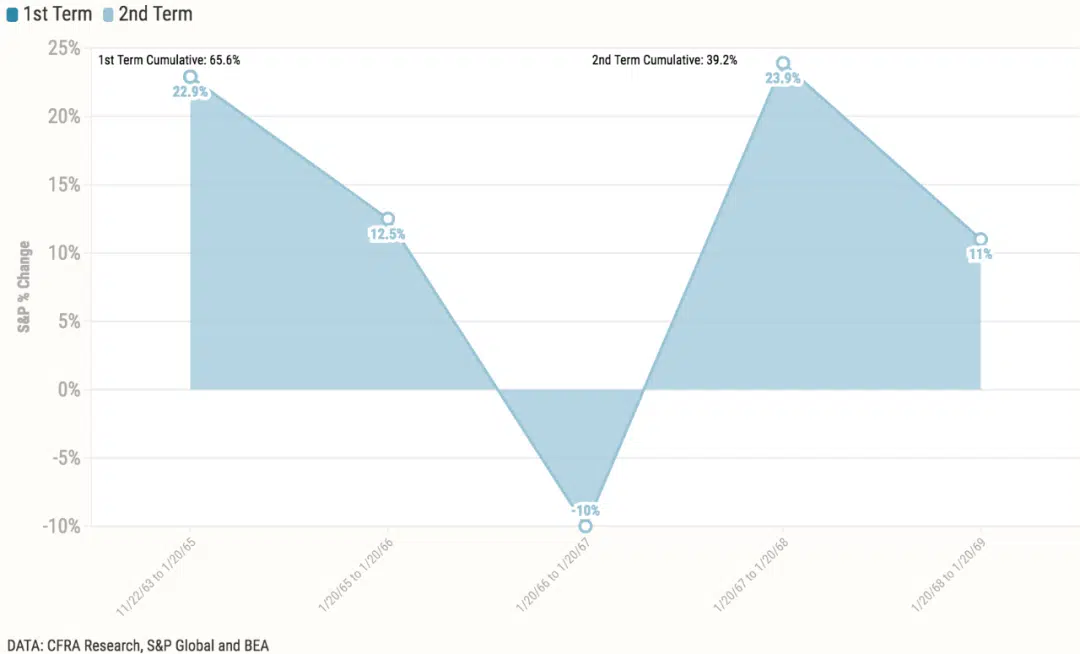 1st Term 2nd Term
25%
1st Term Cumulative: 65.6% 2nd Term Cumulative: 39.2%
22.9% 23.9%
20%
15%
12.5%
10%
11%
S&P % Change
5%
0%
-5%
-10%
-10%
11/22/63 to 1/20/65 1/20/65 to 1/20/66 1/20/66 to 1/20/67 1/20/67 to 1/20/68 1/20/68 to 1/20/69
DATA: CFRA Research, S&P Global and BEA